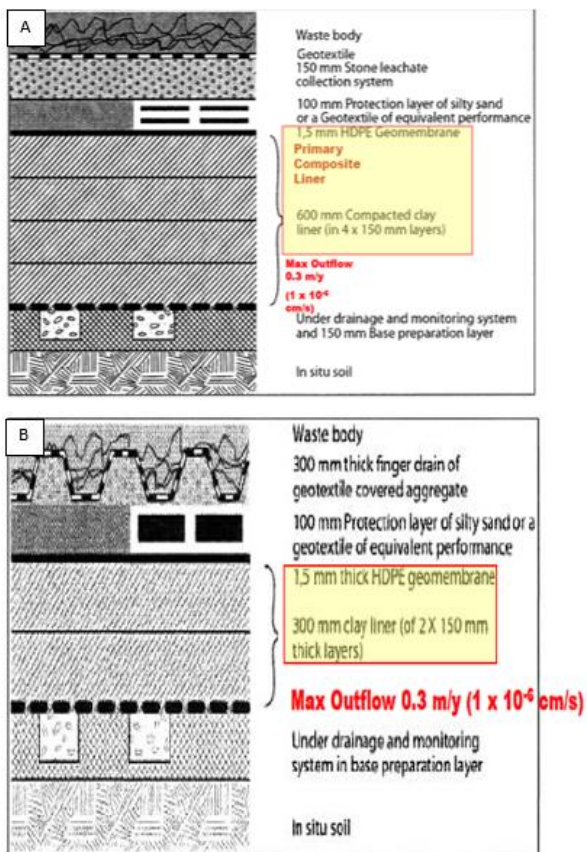 A
Waste body
Geotextile
150 mm Stone leachate
collection system
100 mm Protection layer of silty sand
or a Geotextile of equivalent performance
1,5 mm HDPE Geomembrane
Primary
Composite
Liner
600 mm Compacted clay
liner (in 4 x 150 mm layers)
Max Outflow
0.3 m/y
(1 x 10⁻⁶
cm/s)
Under drainage and monitoring system
and 150 mm Base preparation layer
In situ soil
B
Waste body
300 mm thick finger drain of
geotextile covered aggregate
100 mm Protection layer of silty sand or a
geotextile of equivalent performance
1,5 mm thick HDPE geomembrane
300 mm clay liner (of 2 X 150 mm
thick layers)
Max Outflow 0.3 m/y (1 x 10⁻⁶ cm/s)
Under drainage and monitoring
system in base preparation layer
In situ soil